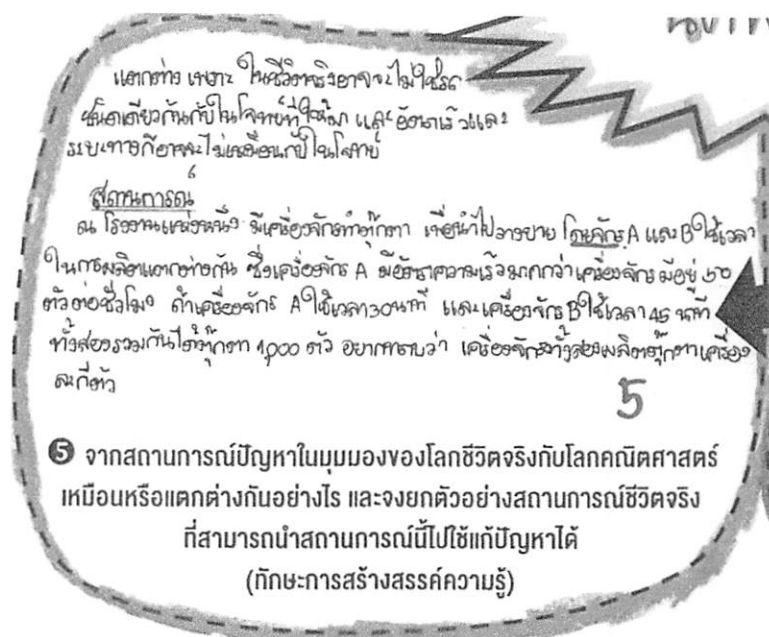 แตกต่าง เพราะ ในชีวิตจริงอาจจะไม่ใช่รถ
ชนิดเดียวกันกับในโจทย์ที่ให้มา และอัตราเร็วและ
ระยะทางก็อาจจะไม่เหมือนกับในโจทย์
สถานการณ์
ณ โรงงานแห่งหนึ่ง มีเครื่องจักรทำตุ๊กตา เพื่อนำไปวางขาย โดยจักร A และ B ใช้เวลา
ในการผลิตแตกต่างกัน ซึ่งเครื่องจักร A มีอัตราความเร็วมากกว่าเครื่องจักร มีอยู่
ตัวต่อชั่วโมง ถ้าเครื่องจักร A ใช้เวลา 30 นาที และเครื่องจักร B ใช้เวลา 45 นาที
ทั้งสองรวมกันได้ตุ๊กตา 1,000 ตัว อยากทราบว่า เครื่องจักรทั้งสองผลิตตุ๊กตาเครื่อง
ละกี่ตัว
5
❺ จากสถานการณ์ปัญหาในมุมมองของโลกชีวิตจริงกับโลกคณิตศาสตร์
เหมือนหรือแตกต่างกันอย่างไร และจงยกตัวอย่างสถานการณ์ชีวิตจริง
ที่สามารถนำสถานการณ์นี้ไปใช้แก้ปัญหาได้
(ทักษะการสร้างสรรค์ความรู้)